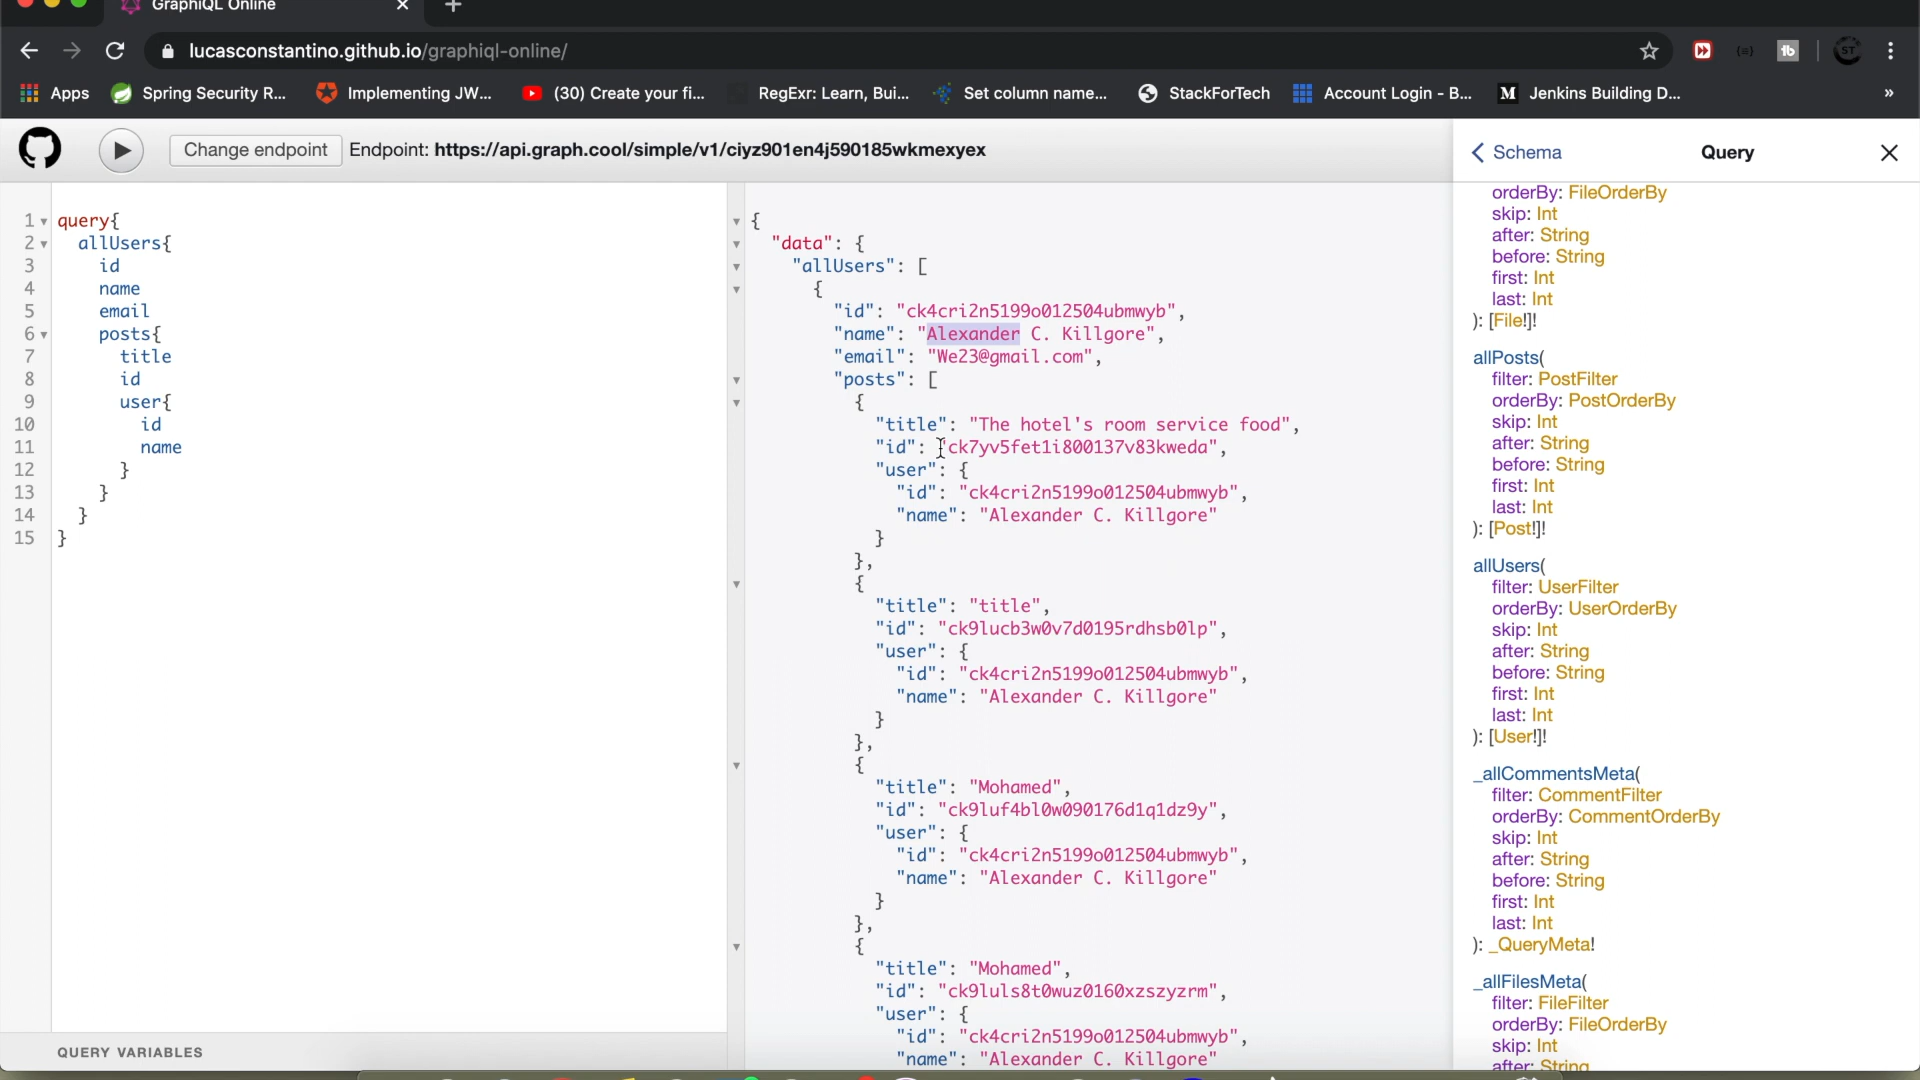 GraphiQL Online
lucasconstantino.github.io/graphiql-online/
Apps
Spring Security R...
Implementing JW...
(30) Create your fi...
RegExr: Learn, Bui...
Set column name...
StackForTech
Account Login - B...
Jenkins Building D...
»
Change endpoint
Endpoint: https://api.graph.cool/simple/v1/ciyz901en4j590185wkmexyex
1 query{
2 allUsers{
3 id
4 name
5 email
6 posts{
7 title
8 id
9 user{
10 id
11 name
12 }
13 }
14 }
15 }
QUERY VARIABLES
{
"data": {
"allUsers": [
{
"id": "ck4cri2n5199o012504ubmwyb",
"name": "Alexander C. Killgore",
"email": "We23@gmail.com",
"posts": [
{
"title": "The hotel's room service food",
"id": "ck7yv5fet1i800137v83kweda",
"user": {
"id": "ck4cri2n5199o012504ubmwyb",
"name": "Alexander C. Killgore"
}
},
{
"title": "title",
"id": "ck9lucb3w0v7d0195rdhsb0lp",
"user": {
"id": "ck4cri2n5199o012504ubmwyb",
"name": "Alexander C. Killgore"
}
},
{
"title": "Mohamed",
"id": "ck9luf4bl0w090176d1q1dz9y",
"user": {
"id": "ck4cri2n5199o012504ubmwyb",
"name": "Alexander C. Killgore"
}
},
{
"title": "Mohamed",
"id": "ck9luls8t0wuz0160xzszyzrm",
"user": {
"id": "ck4cri2n5199o012504ubmwyb",
"name": "Alexander C. Killgore"
Schema
Query
orderBy: FileOrderBy
skip: Int
after: String
before: String
first: Int
last: Int
): [File!]!
allPosts(
filter: PostFilter
orderBy: PostOrderBy
skip: Int
after: String
before: String
first: Int
last: Int
): [Post!]!
allUsers(
filter: UserFilter
orderBy: UserOrderBy
skip: Int
after: String
before: String
first: Int
last: Int
): [User!]!
_allCommentsMeta(
filter: CommentFilter
orderBy: CommentOrderBy
skip: Int
after: String
before: String
first: Int
last: Int
): _QueryMeta!
_allFilesMeta(
filter: FileFilter
orderBy: FileOrderBy
skip: Int
after: String